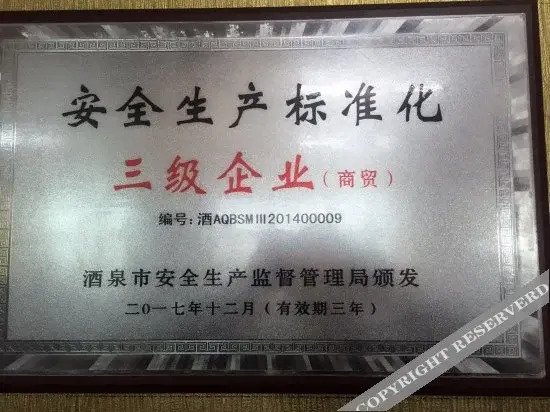 安全生产标准化
三级企业（商贸）
编号：酒AQBSMⅢ201400009
酒泉市安全生产监督管理局颁发
二〇一七年十二月（有效期三年）
COPYRIGHT RESERVERD